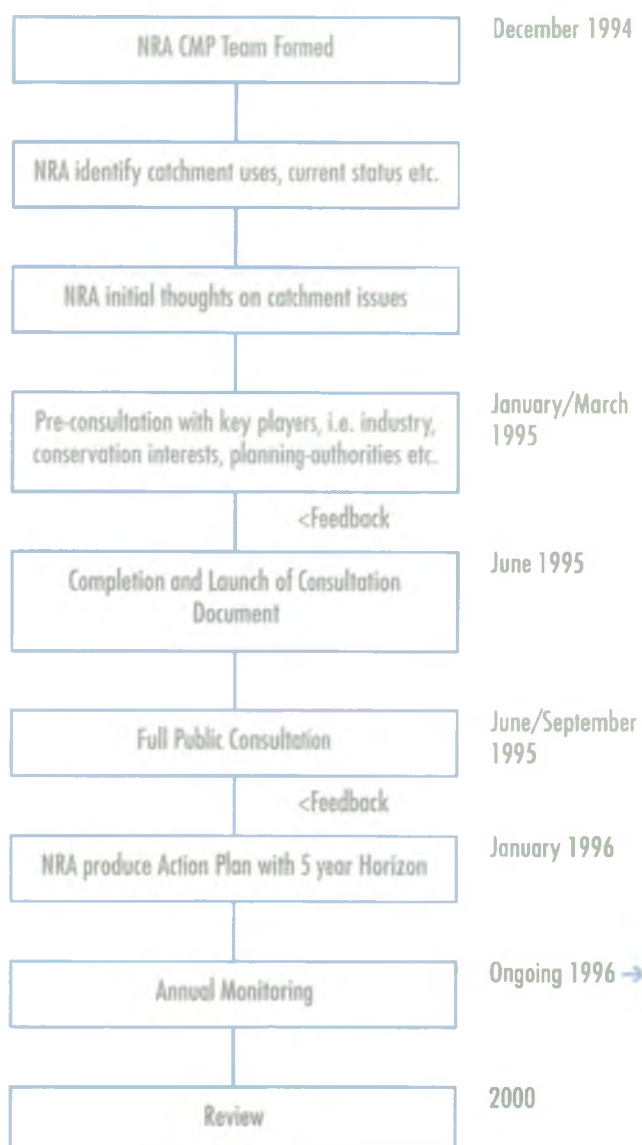 NRA CMP Team Formed
December 1994
NRA identify catchment uses, current status etc.
NRA initial thoughts on catchment issues
Pre-consultation with key players, i.e. industry,
conservation interests, planning-authorities etc.
January/March
1995
<Feedback
Completion and Launch of Consultation
Document
June 1995
Full Public Consultation
June/September
1995
<Feedback
NRA produce Action Plan with 5 year Horizon
January 1996
Annual Monitoring
Ongoing 1996 →
Review
2000